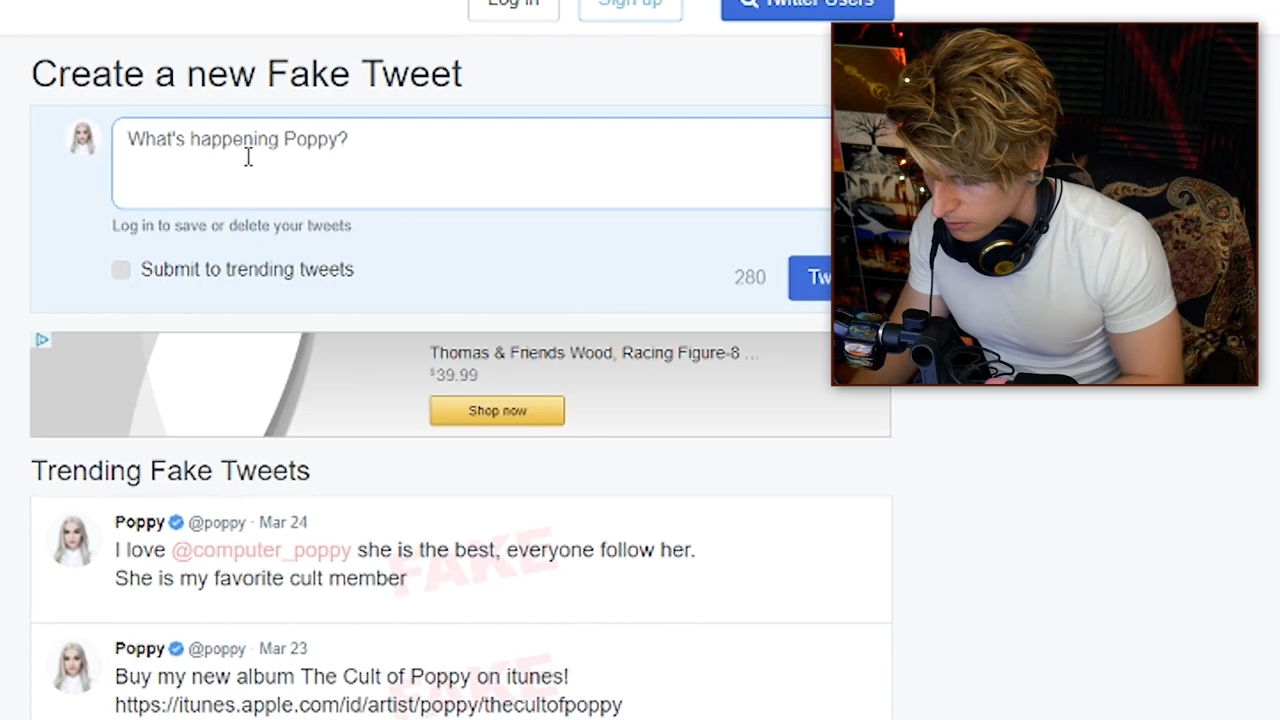 Log in
Sign up
Twitter Users
Create a new Fake Tweet
What's happening Poppy?
Log in to save or delete your tweets
Submit to trending tweets
280
Tw
Thomas & Friends Wood, Racing Figure-8 ...
$39.99
Shop now
Trending Fake Tweets
Poppy @poppy · Mar 24
I love @computer_poppy she is the best, everyone follow her.
She is my favorite cult member
FAKE
Poppy @poppy · Mar 23
Buy my new album The Cult of Poppy on itunes!
https://itunes.apple.com/id/artist/poppy/thecultofpoppy
FAKE